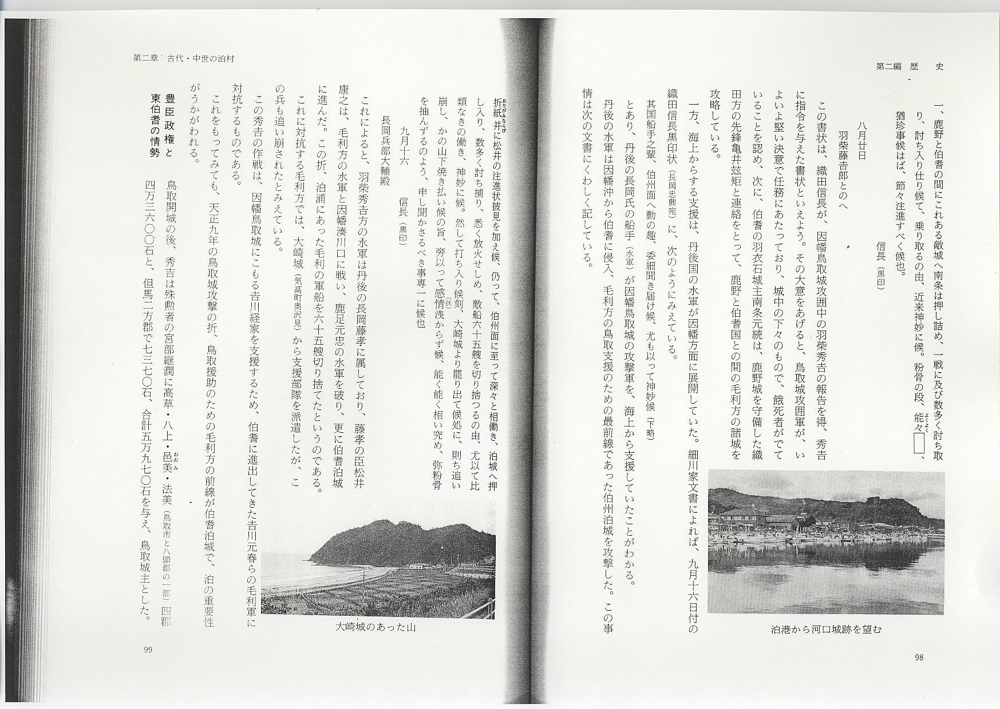 第二編　歴　史
一、鹿野と伯耆の間にこれある敵城へ南条は押し詰め、一戦に及び数多く討ち取
り、討ち入り仕り候て、乗り取るの由、近来神妙に候。粉骨の段、能々□、
よくよく
猶珍事候はば、節々注進すべく候也。
信長（黒印）
八月廿日
羽柴藤吉郎とのへ
この書状は、織田信長が、因幡鳥取城攻囲中の羽柴秀吉の報告を得、秀吉
に指令を与えた書状といえよう。その大意をあげると、鳥取城攻囲軍が、い
よいよ堅い決意で任務にあたっており、城中の下々のもので、餓死者がでて
いることを認め、次に、伯耆の羽衣石城主南条元続は、鹿野城を守備した織
田方の先鋒亀井玆矩と連絡をとって、鹿野と伯耆国との間の毛利方の諸城を
攻略している。
一方、海上からする支援は、丹後国の水軍が因幡方面に展開していた。細川家文書によれば、九月十六日付の
織田信長黒印状（長岡忠興宛）に、次のようにみえている。
其国船手之輩、伯州面へ動の趣、委細聞き届け候、尤も以って神妙候（下略）
とあり、丹後の長岡氏の船手（水軍）が因幡鳥取城の攻撃軍を、海上から支援していたことがわかる。
丹後の水軍は因幡沖から伯耆に侵入、毛利方の鳥取支援のための最前線であった伯州泊城を攻撃した。この事
情は次の文書にくわしく記している。
泊港から河口城跡を望む
98
第二章　古代・中世の泊村
折紙并に松井の注進状披見を加え候、仍って、伯州面に至って深々と相働き、泊城へ押
おりがみならび
し入り、数多く討ち捕り、悉く放火せしめ、敵船六十五艘を切り捨つるの由、尤以て比
類なきの働き、神妙に候。然して打ち入り候刻、大崎城より罷り出て候処に、則ち追い
崩し、かの山下焼き払い候の旨、旁以って感情浅からず候、能く能く相い究め、弥粉骨
（状）
を抽んずるのよう、申し聞かさるべき事専一に候也
九月十六　信長（黒印）
長岡兵部大輔殿
これによると、羽柴秀吉方の水軍は丹後の長岡藤孝に属しており、藤孝の臣松井
康之は、毛利方の水軍と因幡湊川口に戦い、鹿足元忠の水軍を破り、更に伯耆泊城
に進んだ。この折、泊浦にあった毛利の軍船を六十五艘切り捨てたというのである。
これに対抗する毛利方では、大崎城（気高町奥沢見）から支援部隊を派遣したが、こ
の兵も追い崩されたとみえている。
この秀吉の作戦は、因幡鳥取城にこもる吉川経家を支援するため、伯耆に進出してきた吉川元春らの毛利軍に
対抗するものである。
これをもってみても、天正九年の鳥取城攻撃の折、鳥取援助のための毛利方の前線が伯耆泊城で、泊の重要性
がうかがわれる。
豊臣政権と
東伯耆の情勢
鳥取開城の後、秀吉は殊勲者の宮部継潤に高草・八上・邑美・法美（鳥取市と八頭郡の一部）四郡
おおみ
四万三六〇〇石と、但馬二方郡で七三七〇石、合計五万九七〇石を与え、鳥取城主とした。
大崎城のあった山
99